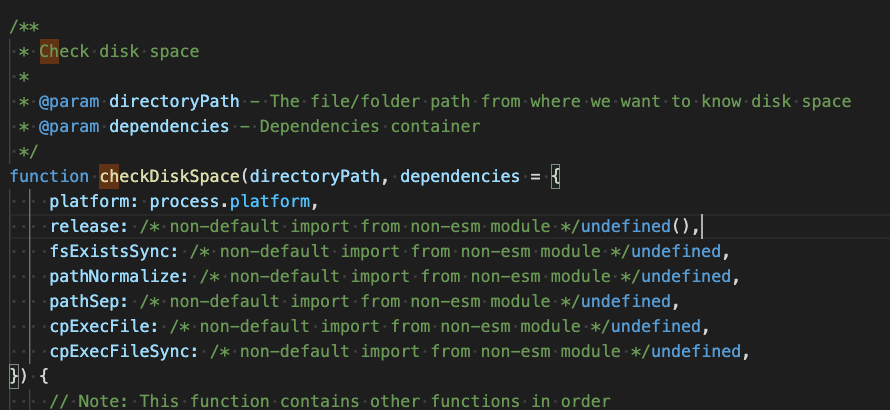 /**
 * Check disk space
 *
 * @param directoryPath - The file/folder path from where we want to know disk space
 * @param dependencies - Dependencies container
 */
function checkDiskSpace(directoryPath, dependencies = {
    platform: process.platform,
    release: /* non-default import from non-esm module */undefined(),
    fsExistsSync: /* non-default import from non-esm module */undefined,
    pathNormalize: /* non-default import from non-esm module */undefined,
    pathSep: /* non-default import from non-esm module */undefined,
    cpExecFile: /* non-default import from non-esm module */undefined,
    cpExecFileSync: /* non-default import from non-esm module */undefined,
}) {
    // Note: This function contains other functions in order